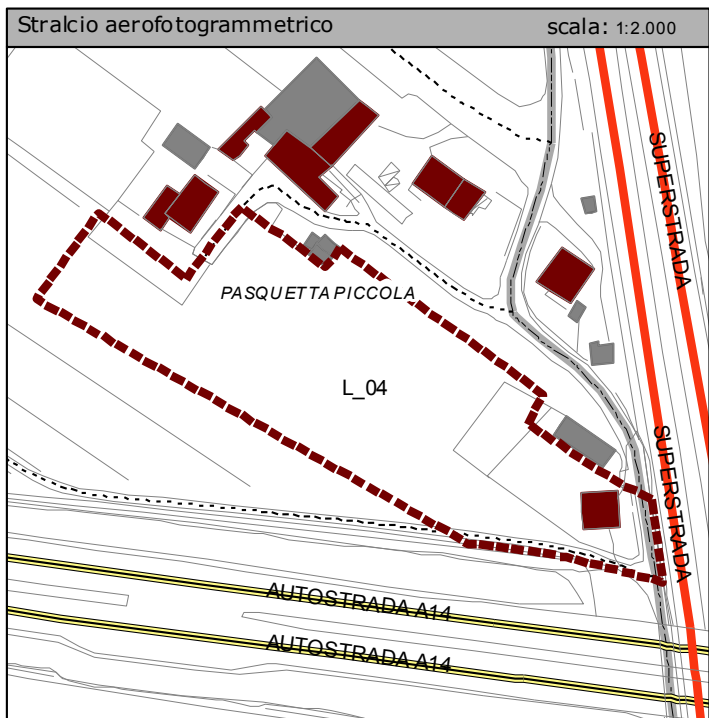 Stralcio aerofotogrammetrico scala: 1:2.000
SUPERSTRADA
PASQUETTA PICCOLA
L_04
SUPERSTRADA
AUTOSTRADA A14
AUTOSTRADA A14